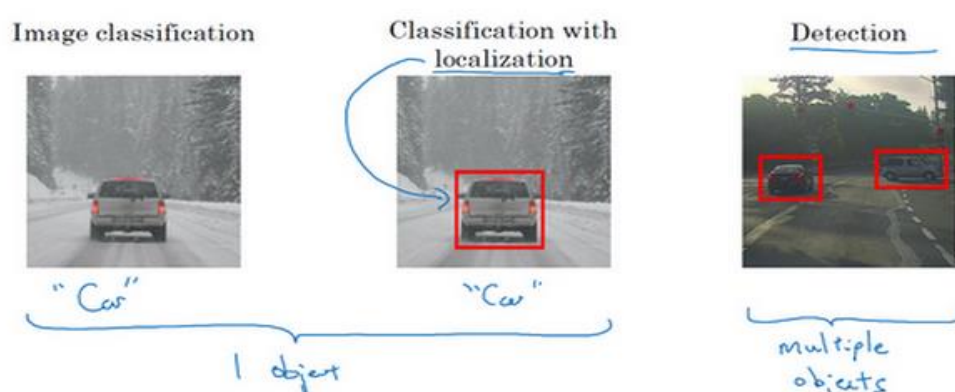 Image classification
Classification with
localization
Detection
"Car"
"Car"
1 object
multiple
objects